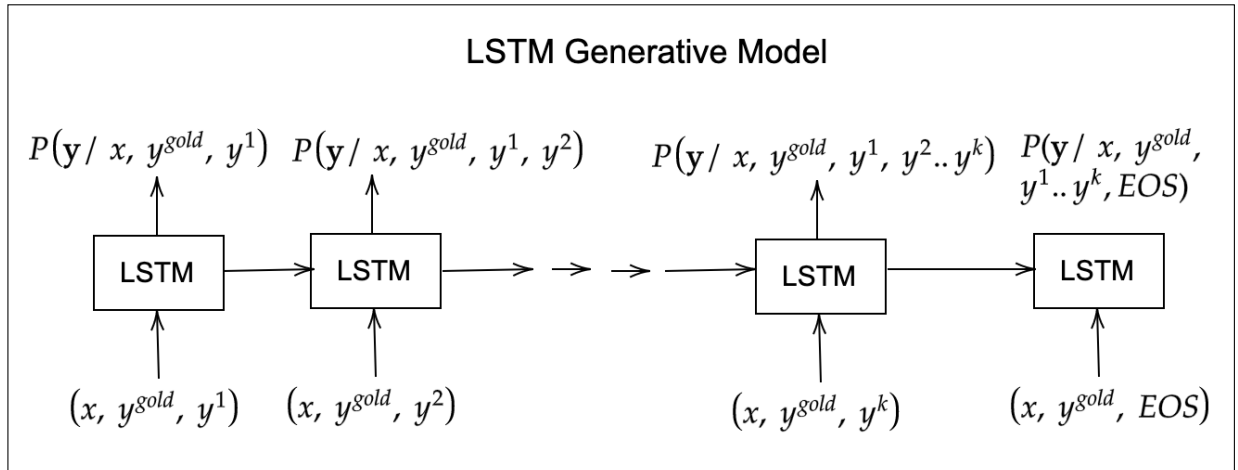 LSTM Generative Model
P(y / x, y^gold, y^1)
P(y / x, y^gold, y^1, y^2)
P(y / x, y^gold, y^1, y^2.. y^k)
P(y / x, y^gold,
y^1.. y^k, EOS)
LSTM
LSTM
LSTM
LSTM
(x, y^gold, y^1)
(x, y^gold, y^2)
(x, y^gold, y^k)
(x, y^gold, EOS)